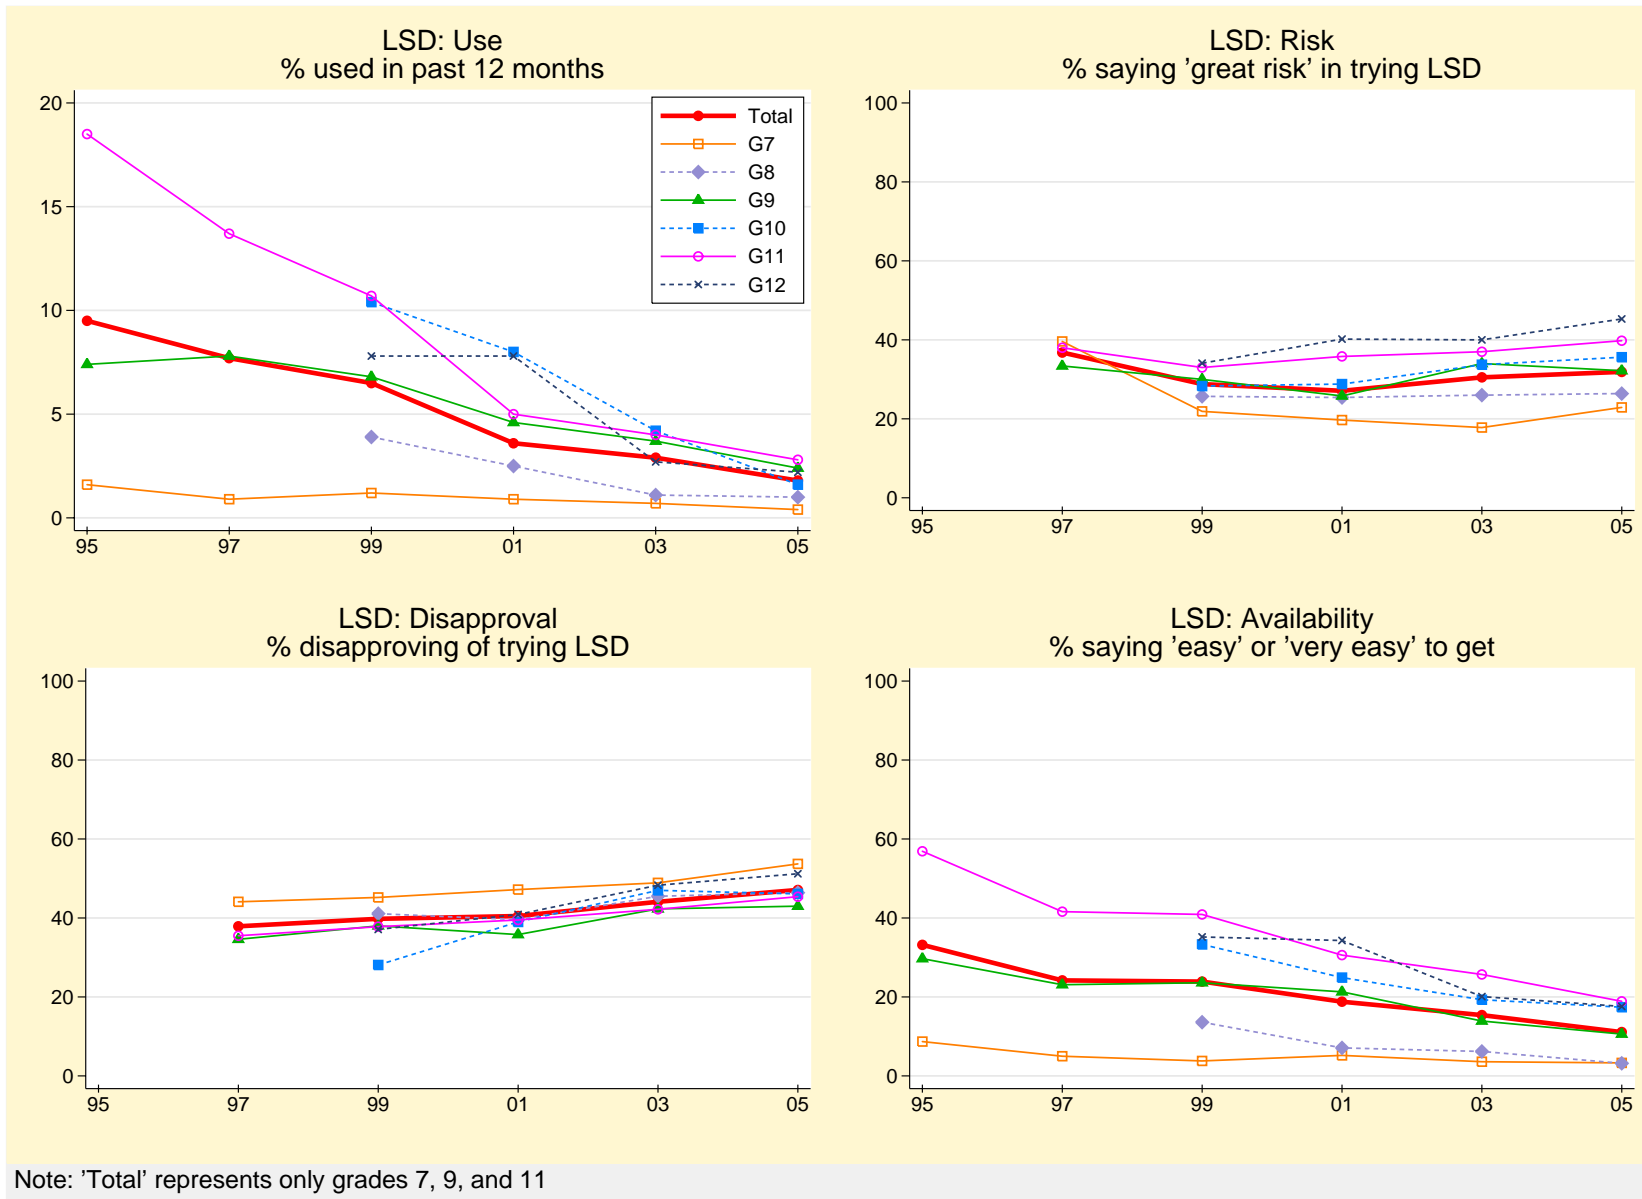 LSD: Use
% used in past 12 months
20
15
10
5
0
95 97 99 01 03 05
Total
G7
G8
G9
G10
G11
G12
LSD: Risk
% saying ’great risk’ in trying LSD
100
80
60
40
20
0
95 97 99 01 03 05
LSD: Disapproval
% disapproving of trying LSD
100
80
60
40
20
0
95 97 99 01 03 05
LSD: Availability
% saying ’easy’ or ’very easy’ to get
100
80
60
40
20
0
95 97 99 01 03 05
Note: ’Total’ represents only grades 7, 9, and 11